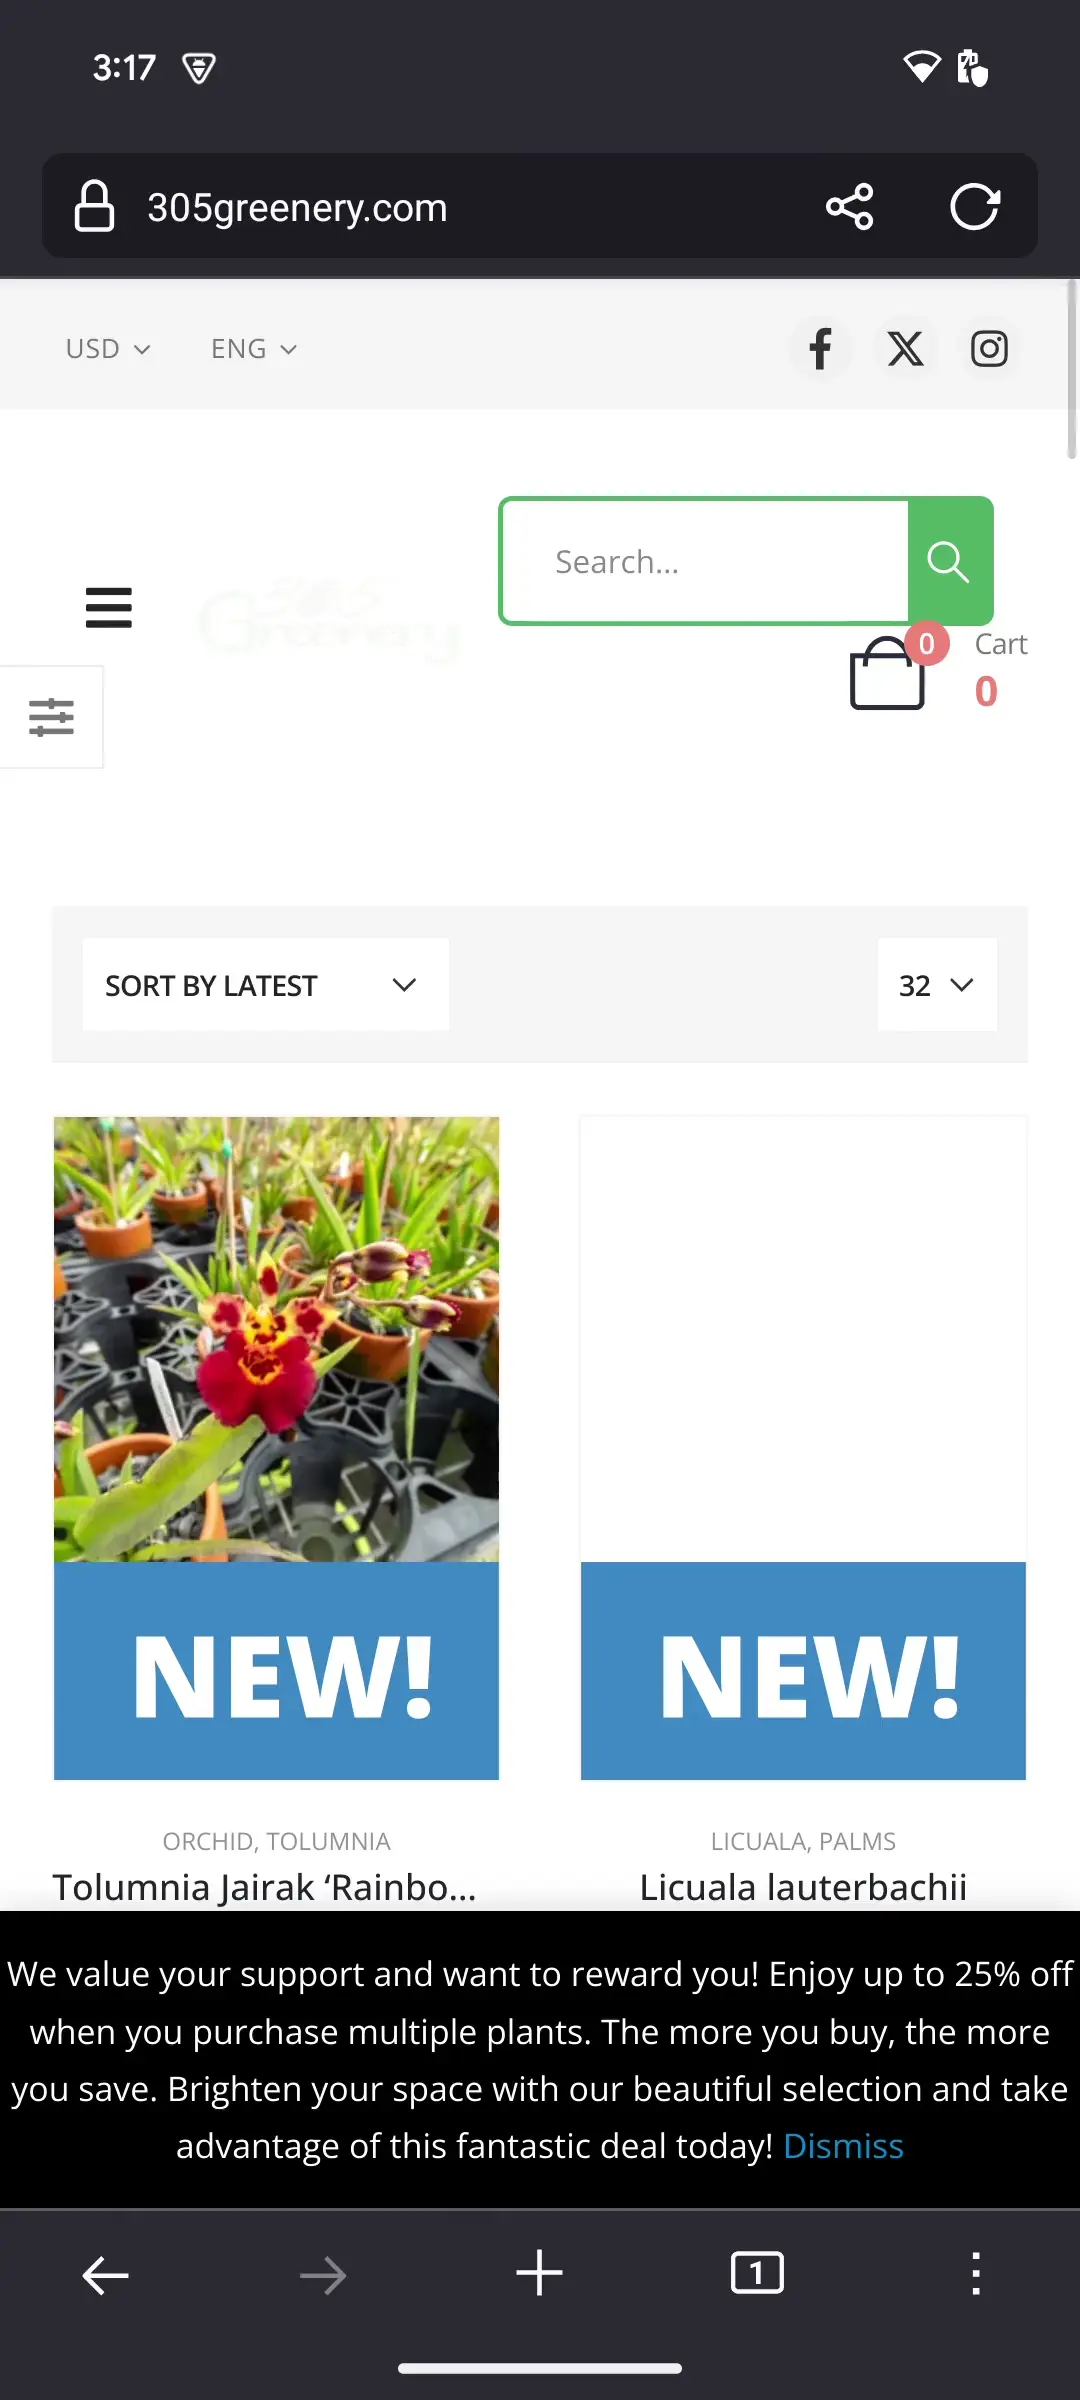 3:17
305greenery.com
USD
ENG
Search...
305
Greenery
0
Cart
0
SORT BY LATEST
32
NEW!
NEW!
ORCHID, TOLUMNIA
LICUALA, PALMS
Tolumnia Jairak ‘Rainbo...
Licuala lauterbachii
We value your support and want to reward you! Enjoy up to 25% off
when you purchase multiple plants. The more you buy, the more
you save. Brighten your space with our beautiful selection and take
advantage of this fantastic deal today! Dismiss
1